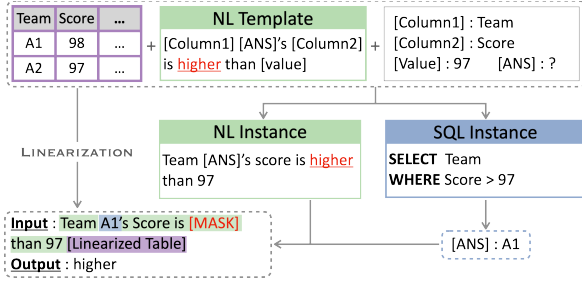 Team Score ...
A1 98 ...
A2 97 ...
+
NL Template
[Column1] [ANS]'s [Column2]
is higher than [value]
+
[Column1] : Team
[Column2] : Score
[Value] : 97 [ANS] : ?
LINEARIZATION
NL Instance
Team [ANS]'s score is higher
than 97
SQL Instance
SELECT Team
WHERE Score > 97
Input : Team A1's Score is [MASK]
than 97 [Linearized Table]
Output : higher
[ANS] : A1